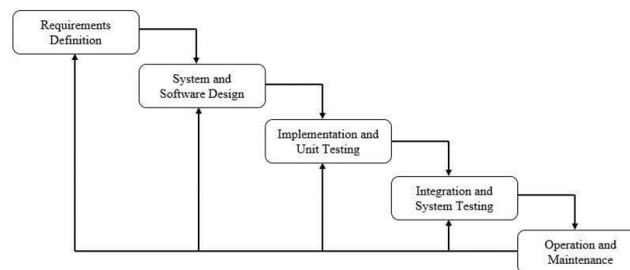 Requirements
Definition
System and
Software Design
Implementation and
Unit Testing
Integration and
System Testing
Operation and
Maintenance